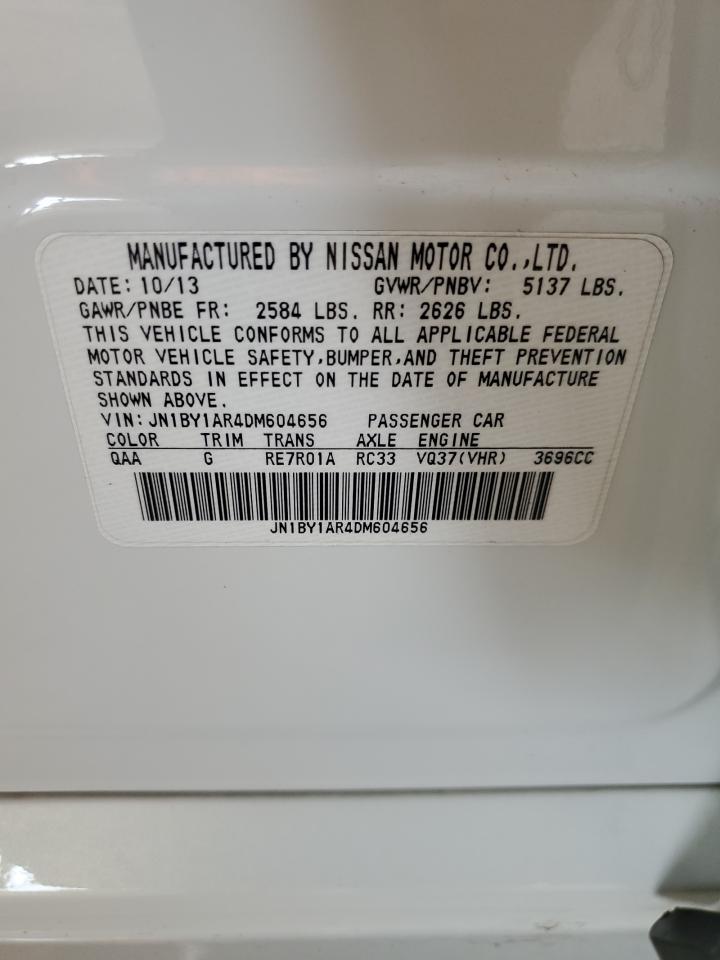 MANUFACTURED BY NISSAN MOTOR CO.,LTD.
DATE: 10/13 GVWR/PNBV: 5137 LBS.
GAWR/PNBE FR: 2584 LBS. RR: 2626 LBS.
THIS VEHICLE CONFORMS TO ALL APPLICABLE FEDERAL
MOTOR VEHICLE SAFETY,BUMPER,AND THEFT PREVENTION
STANDARDS IN EFFECT ON THE DATE OF MANUFACTURE
SHOWN ABOVE.
VIN: JN1BY1AR4DM604656 PASSENGER CAR
COLOR TRIM TRANS AXLE ENGINE
QAA G RE7R01A RC33 VQ37(VHR) 3696CC
JN1BY1AR4DM604656